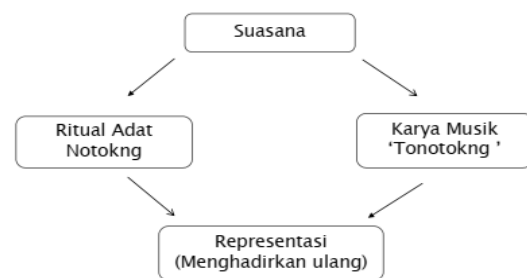 Suasana
Ritual Adat
Notokng
Karya Musik
‘Tonotokng ’
Representasi
(Menghadirkan ulang)